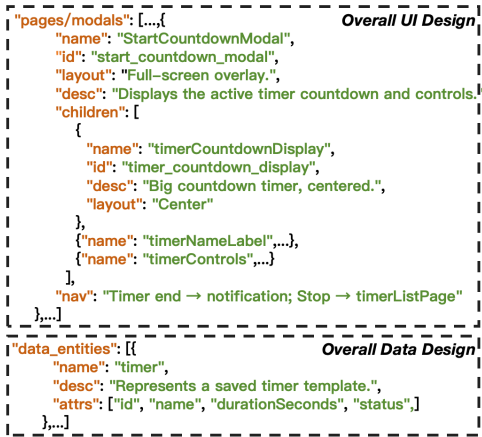 "pages/modals": [...,{ Overall UI Design
"name": "StartCountdownModal",
"id": "start_countdown_modal",
"layout": "Full-screen overlay.",
"desc": "Displays the active timer countdown and controls."
"children": [
{
"name": "timerCountdownDisplay",
"id": "timer_countdown_display",
"desc": "Big countdown timer, centered.",
"layout": "Center"
},
{"name": "timerNameLabel",...},
{"name": "timerControls",...}
],
"nav": "Timer end → notification; Stop → timerListPage"
},...]
"data_entities": [{ Overall Data Design
"name": "timer",
"desc": "Represents a saved timer template.",
"attrs": ["id", "name", "durationSeconds", "status",]
},...]